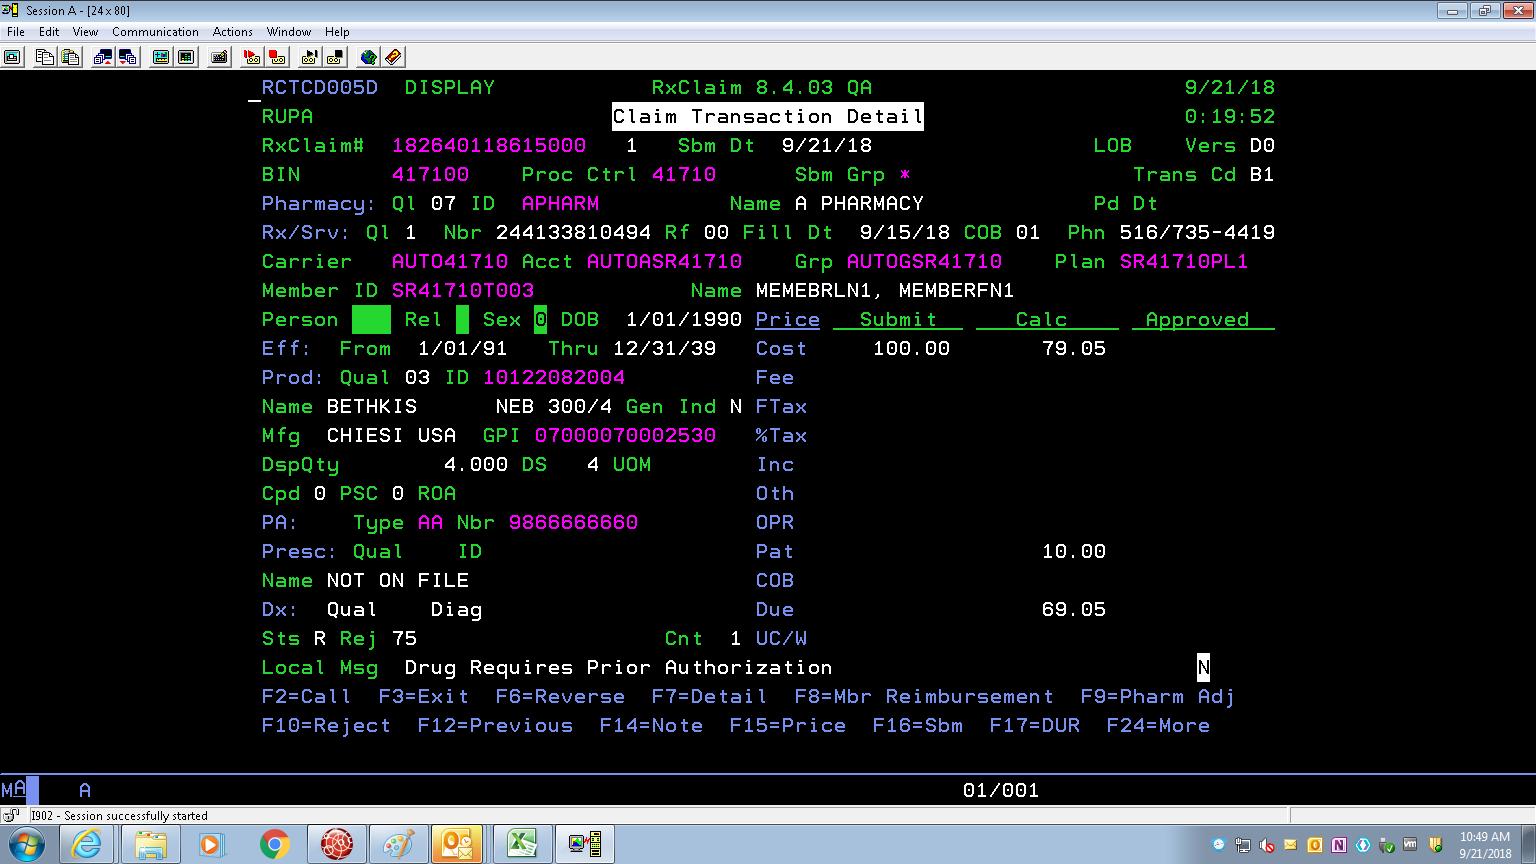 Session A - [24 x 80]
File Edit View Communication Actions Window Help
RCTCD005D DISPLAY RxClaim 8.4.03 QA 9/21/18
RUPA Claim Transaction Detail 0:19:52
RxClaim# 182640118615000 1 Sbm Dt 9/21/18 LOB Vers D0
BIN 417100 Proc Ctrl 41710 Sbm Grp * Trans Cd B1
Pharmacy: Ql 07 ID APHARM Name A PHARMACY Pd Dt
Rx/Srv: Ql 1 Nbr 244133810494 Rf 00 Fill Dt 9/15/18 COB 01 Phn 516/735-4419
Carrier AUTO41710 Acct AUTOASR41710 Grp AUTOGSR41710 Plan SR41710PL1
Member ID SR41710T003 Name MEMEBRLN1, MEMBERFN1
Person Rel Sex 0 DOB 1/01/1990 Price Submit Calc Approved
Eff: From 1/01/91 Thru 12/31/39 Cost 100.00 79.05
Prod: Qual 03 ID 10122082004 Fee
Name BETHKIS NEB 300/4 Gen Ind N FTax
Mfg CHIESI USA GPI 07000070002530 %Tax
DspQty 4.000 DS 4 UOM Inc
Cpd 0 PSC 0 ROA Oth
PA: Type AA Nbr 9866666660 OPR
Presc: Qual ID Pat 10.00
Name NOT ON FILE COB
Dx: Qual Diag Due 69.05
Sts R Rej 75 Cnt 1 UC/W
Local Msg Drug Requires Prior Authorization N
F2=Call F3=Exit F6=Reverse F7=Detail F8=Mbr Reimbursement F9=Pharm Adj
F10=Reject F12=Previous F14=Note F15=Price F16=Sbm F17=DUR F24=More
MA A 01/001
I902 - Session successfully started
10:49 AM
9/21/2018